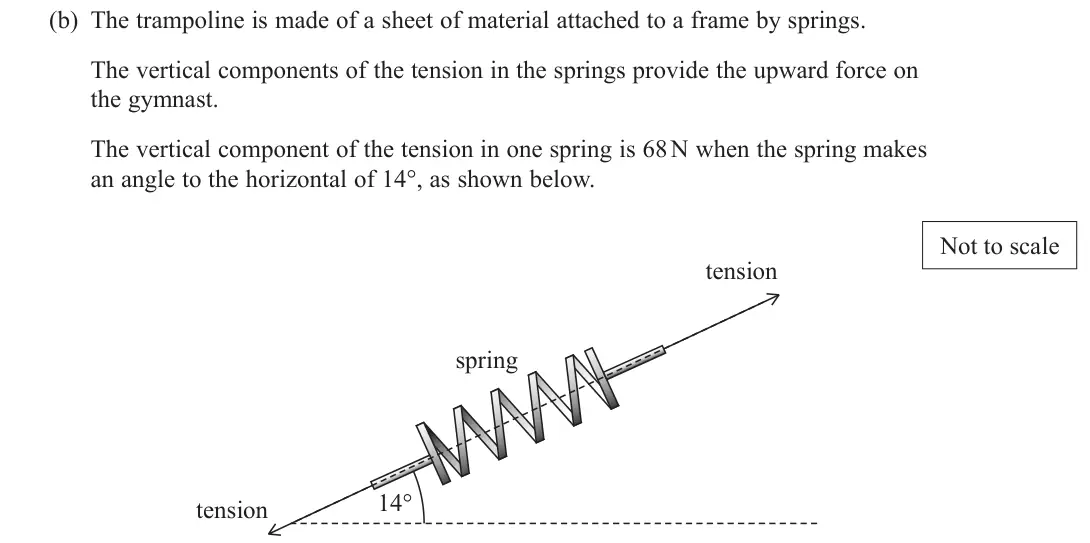 (b) The trampoline is made of a sheet of material attached to a frame by springs.
The vertical components of the tension in the springs provide the upward force on
the gymnast.
The vertical component of the tension in one spring is 68 N when the spring makes
an angle to the horizontal of 14°, as shown below.
Not to scale
tension
spring
14°
tension